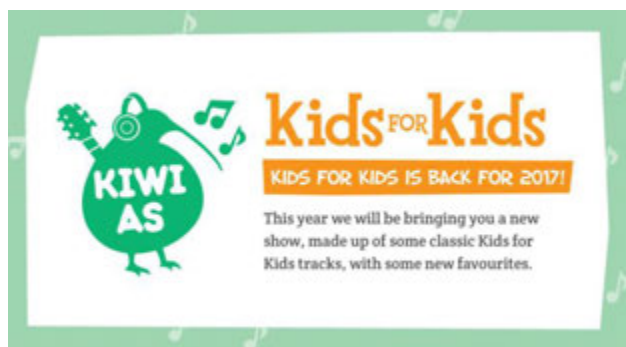 KIWI
AS
Kids FOR Kids
KIDS FOR KIDS IS BACK FOR 2017!
This year we will be bringing you a new
show, made up of some classic Kids for
Kids tracks, with some new favourites.